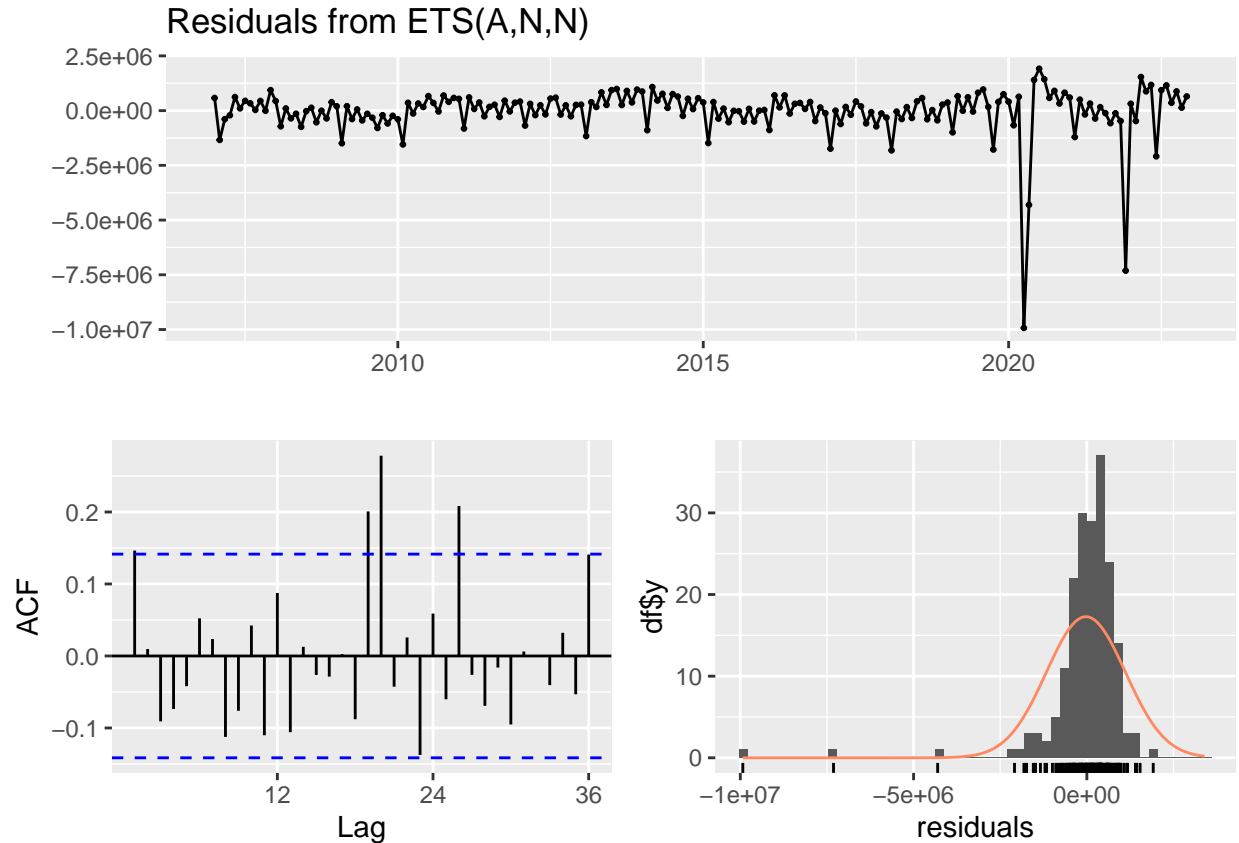 Residuals from ETS(A,N,N)
2.5e+06
0.0e+00
−2.5e+06
−5.0e+06
−7.5e+06
−1.0e+07
2010 2015 2020
ACF
0.2
0.1
0.0
−0.1
12 24 36
Lag
df$y
30
20
10
0
−1e+07 −5e+06 0e+00
residuals